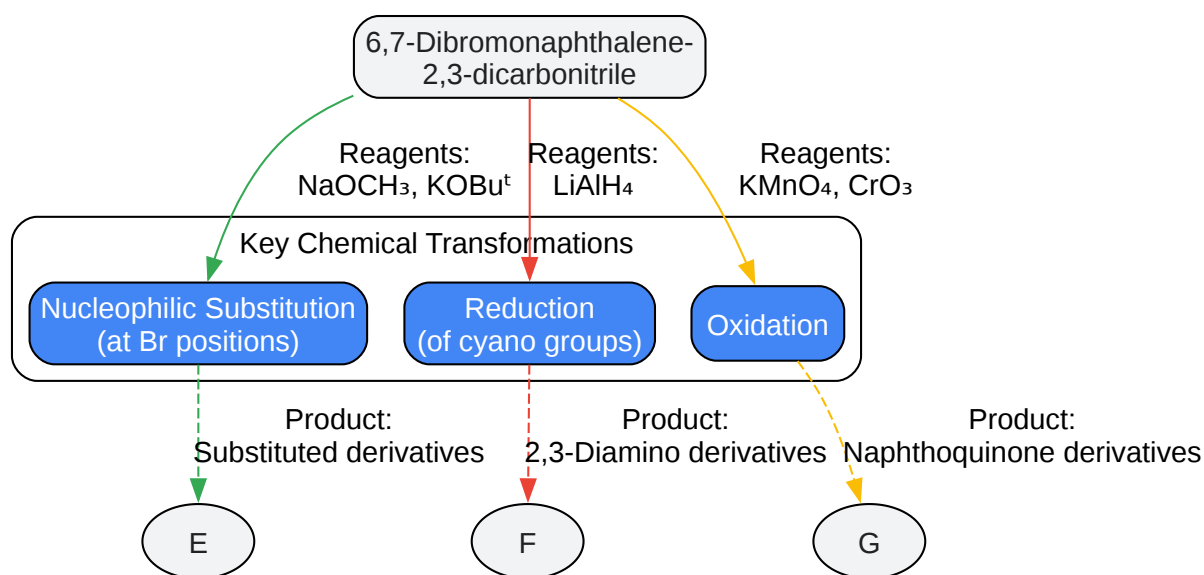 6,7-Dibromonaphthalene-
2,3-dicarbonitrile
Reagents:
NaOCH₃, KOBuᵗ
Reagents:
LiAlH₄
Reagents:
KMnO₄, CrO₃
Key Chemical Transformations
Nucleophilic Substitution
(at Br positions)
Reduction
(of cyano groups)
Oxidation
Product:
Substituted derivatives
Product:
2,3-Diamino derivatives
Product:
Naphthoquinone derivatives
E
F
G